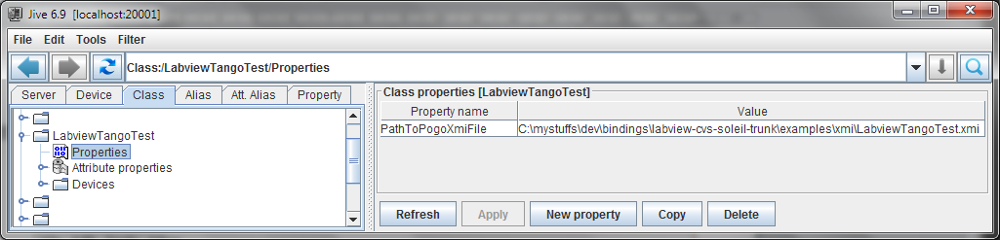 Jive 6.9 [localhost:20001]
File Edit Tools Filter
Class:/LabviewTangoTest/Properties
Server Device Class Alias Att. Alias Property
LabviewTangoTest
Properties
Attribute properties
Devices
Class properties [LabviewTangoTest]
Property name Value
PathToPogoXmiFile C:\mystuffs\dev\bindings\labview-cvs-soleil-trunk\examples\xmi\LabviewTangoTest.xmi
Refresh Apply New property Copy Delete